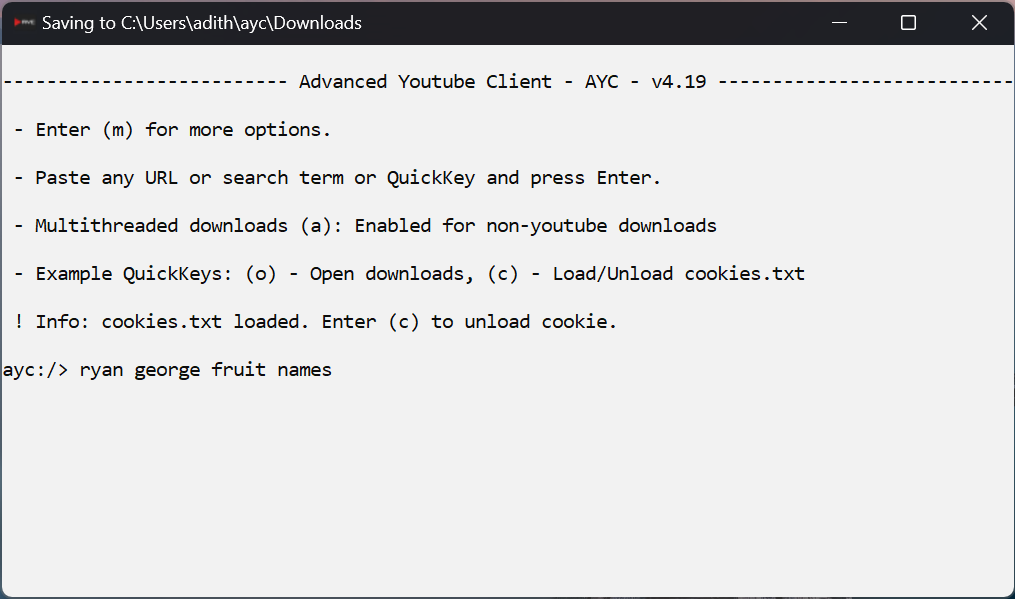 Saving to C:\Users\adith\ayc\Downloads
-------------------------- Advanced Youtube Client - AYC - v4.19 ---------------------------
- Enter (m) for more options.
- Paste any URL or search term or QuickKey and press Enter.
- Multithreaded downloads (a): Enabled for non-youtube downloads
- Example QuickKeys: (o) - Open downloads, (c) - Load/Unload cookies.txt
! Info: cookies.txt loaded. Enter (c) to unload cookie.
ayc:/> ryan george fruit names